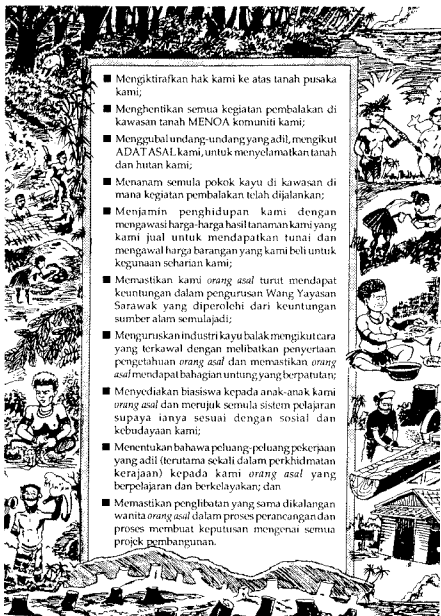 ■ Mengiktirafkan hak kami ke atas tanah pusaka
kami;
■ Menghentikan semua kegiatan pembalakan di
kawasan tanah MENOA komuniti kami;
■ Menggubal undang-undang yang adil, mengikut
ADAT ASAL kami, untuk menyelamatkan tanah
dan hutan kami;
■ Menanam semula pokok kayu di kawasan di
mana kegiatan pembalakan telah dijalankan;
■ Menjamin penghidupan kami dengan
mengawasi harga-harga hasil tanaman kami yang
kami jual untuk mendapatkan tunai dan
mengawal harga barangan yang kami beli untuk
kegunaan seharian kami;
■ Memastikan kami orang asal turut mendapat
keuntungan dalam pengurusan Wang Yayasan
Sarawak yang diperolehi dari keuntungan
sumber alam semulajadi;
■ Menguruskan industri kayu balak mengikut cara
yang terkawal dengan melibatkan penyertaan
pengetahuan orang asal dan memastikan orang
asal mendapat bahagian untung yang berpatutan;
■ Menyediakan biasiswa kepada anak-anak kami
orang asal dan merujuk semula sistem pelajaran
supaya ianya sesuai dengan sosial dan
kebudayaan kami;
■ Menentukan bahawa peluang-peluang pekerjaan
yang adil (terutama sekali dalam perkhidmatan
kerajaan) kepada kami orang asal yang
berpelajaran dan berkelayakan; dan
■ Memastikan penglibatan yang sama dikalangan
wanita orang asal dalam proses perancangan dan
proses membuat keputusan mengenai semua
projek pembangunan.